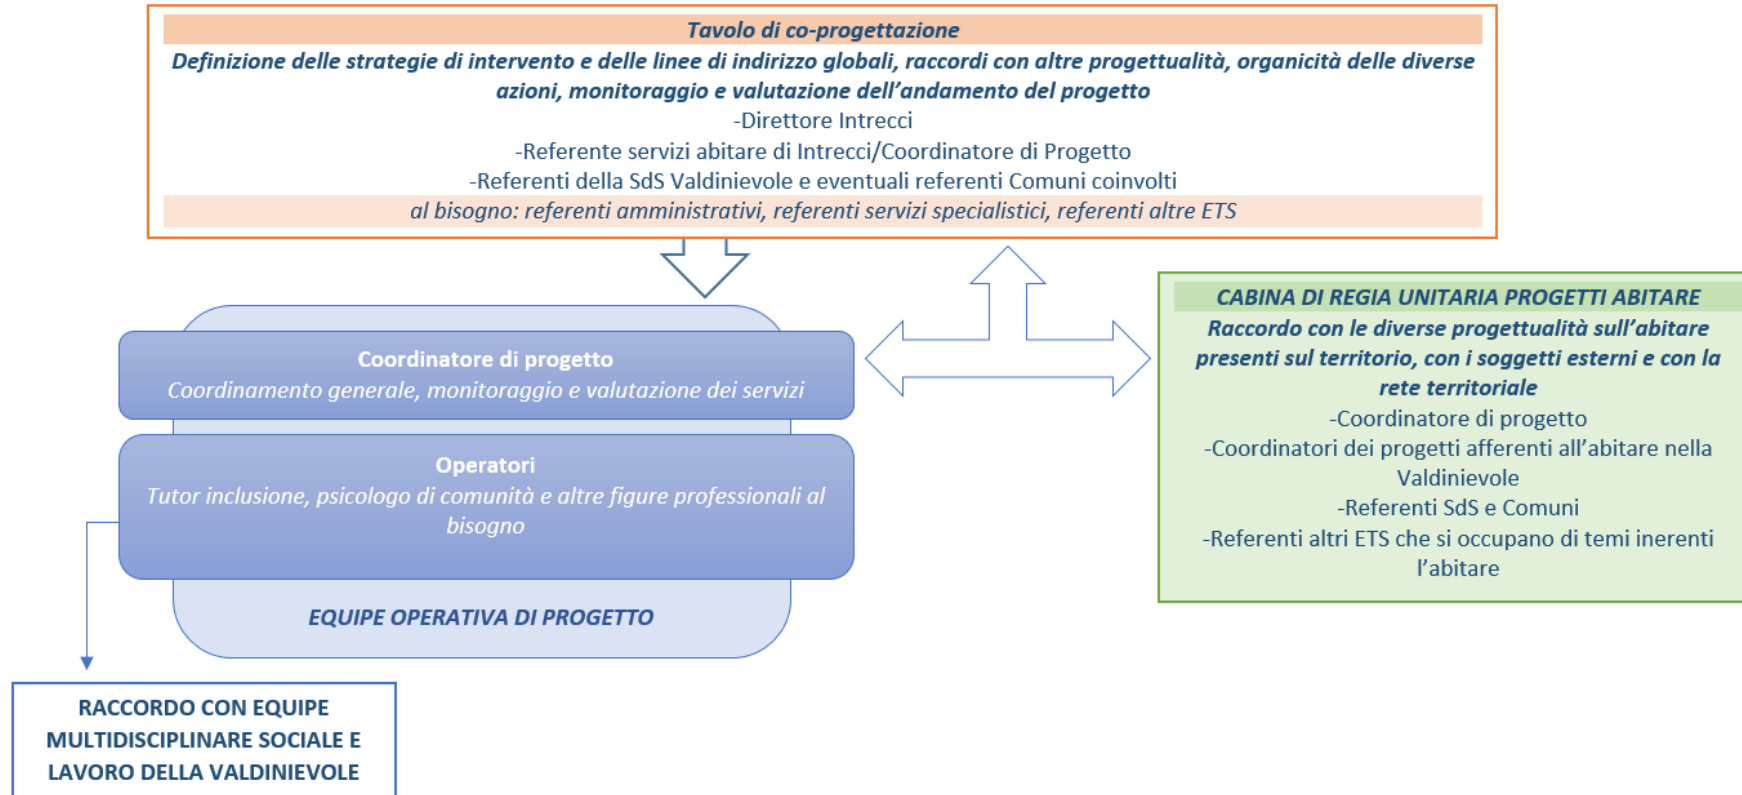 Tavolo di co-progettazione
Definizione delle strategie di intervento e delle linee di indirizzo globali, raccordi con altre progettualità, organicità delle diverse
azioni, monitoraggio e valutazione dell’andamento del progetto
-Direttore Intrecci
-Referente servizi abitare di Intrecci/Coordinatore di Progetto
-Referenti della SdS Valdinievole e eventuali referenti Comuni coinvolti
al bisogno: referenti amministrativi, referenti servizi specialistici, referenti altre ETS
Coordinatore di progetto
Coordinamento generale, monitoraggio e valutazione dei servizi
Operatori
Tutor inclusione, psicologo di comunità e altre figure professionali al
bisogno
EQUIPE OPERATIVA DI PROGETTO
RACCORDO CON EQUIPE
MULTIDISCIPLINARE SOCIALE E
LAVORO DELLA VALDINIEVOLE
CABINA DI REGIA UNITARIA PROGETTI ABITARE
Raccordo con le diverse progettualità sull’abitare
presenti sul territorio, con i soggetti esterni e con la
rete territoriale
-Coordinatore di progetto
-Coordinatori dei progetti afferenti all’abitare nella
Valdinievole
-Referenti SdS e Comuni
-Referenti altri ETS che si occupano di temi inerenti
l’abitare